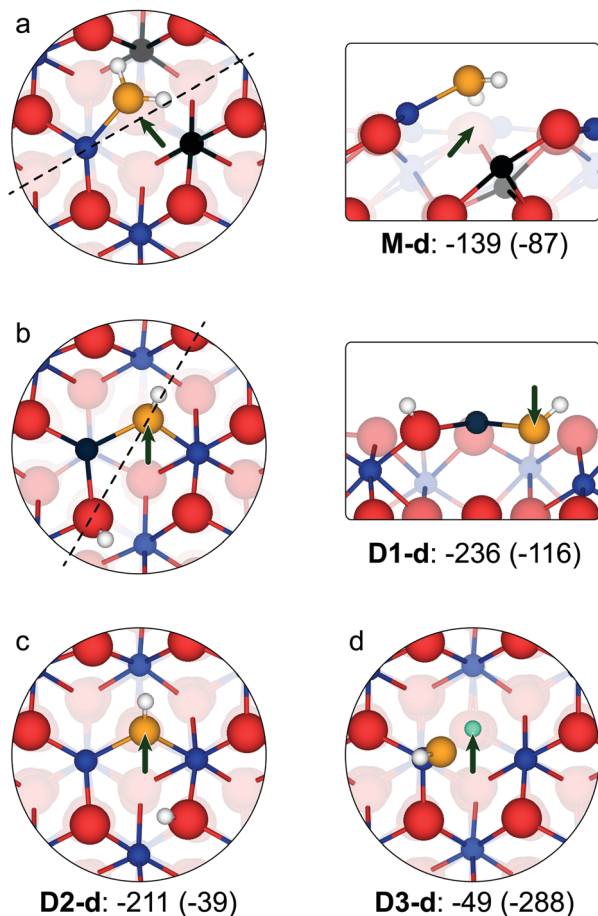 a
M-d: -139 (-87)
b
D1-d: -236 (-116)
c
d
D2-d: -211 (-39)
D3-d: -49 (-288)